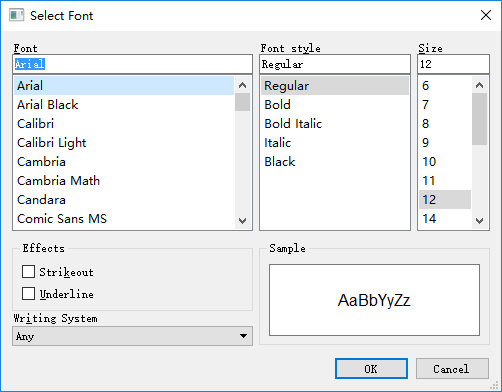 Select Font
Font
Font style
Size
Arial
Regular
12
Arial
Arial Black
Calibri
Calibri Light
Cambria
Cambria Math
Candara
Comic Sans MS
Regular
Bold
Bold Italic
Italic
Black
6
7
8
9
10
11
12
14
Effects
Strikeout
Underline
Writing System
Any
Sample
AaBbYyZz
OK
Cancel